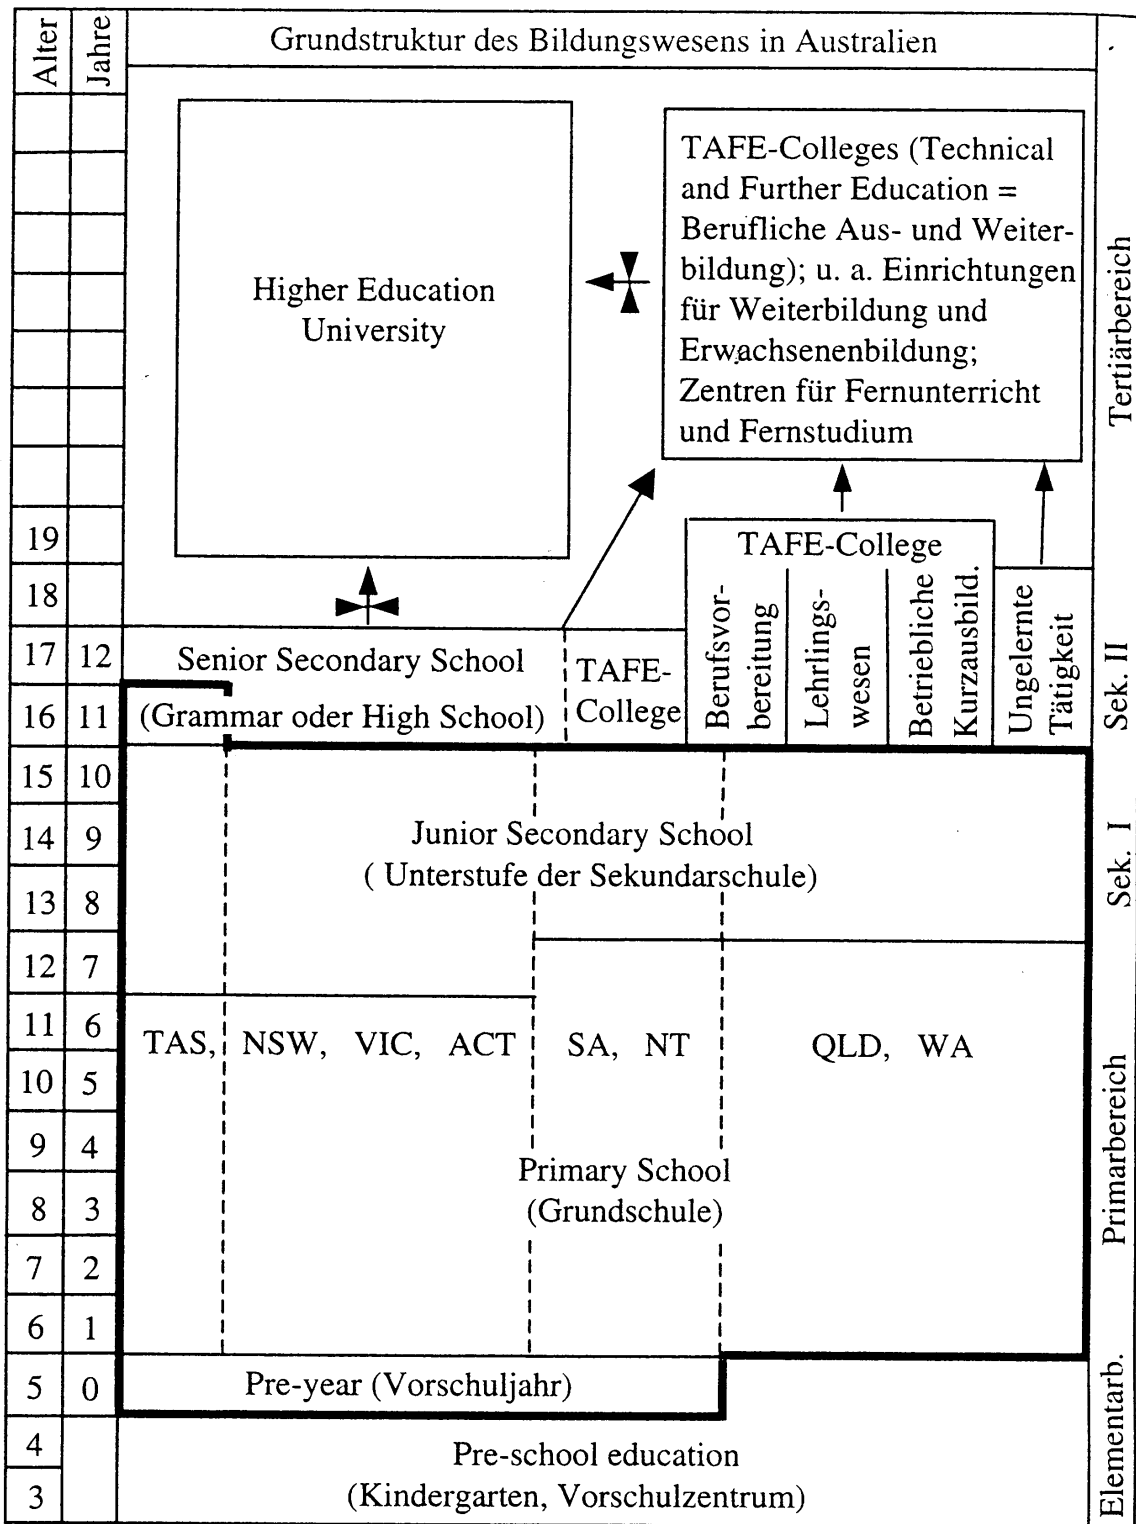 Alter
Jahre
Grundstruktur des Bildungswesens in Australien
Higher Education
University
TAFE-Colleges (Technical
and Further Education =
Berufliche Aus- und Weiter-
bildung); u. a. Einrichtungen
für Weiterbildung und
Erwachsenenbildung;
Zentren für Fernunterricht
und Fernstudium
Tertiärbereich
19
18
TAFE-College
Berufsvor-
bereitung
Lehrlings-
wesen
Betriebliche
Kurzausbild.
Ungelernte
Tätigkeit
17 12
Senior Secondary School
16 11
(Grammar oder High School)
TAFE-
College
Sek. II
15 10
14 9
Junior Secondary School
( Unterstufe der Sekundarschule)
13 8
Sek. I
12 7
11 6
TAS, NSW, VIC, ACT SA, NT QLD, WA
10 5
9 4
Primary School
(Grundschule)
8 3
7 2
6 1
Primarbereich
5 0
Pre-year (Vorschuljahr)
4
Pre-school education
3
(Kindergarten, Vorschulzentrum)
Elementarb.